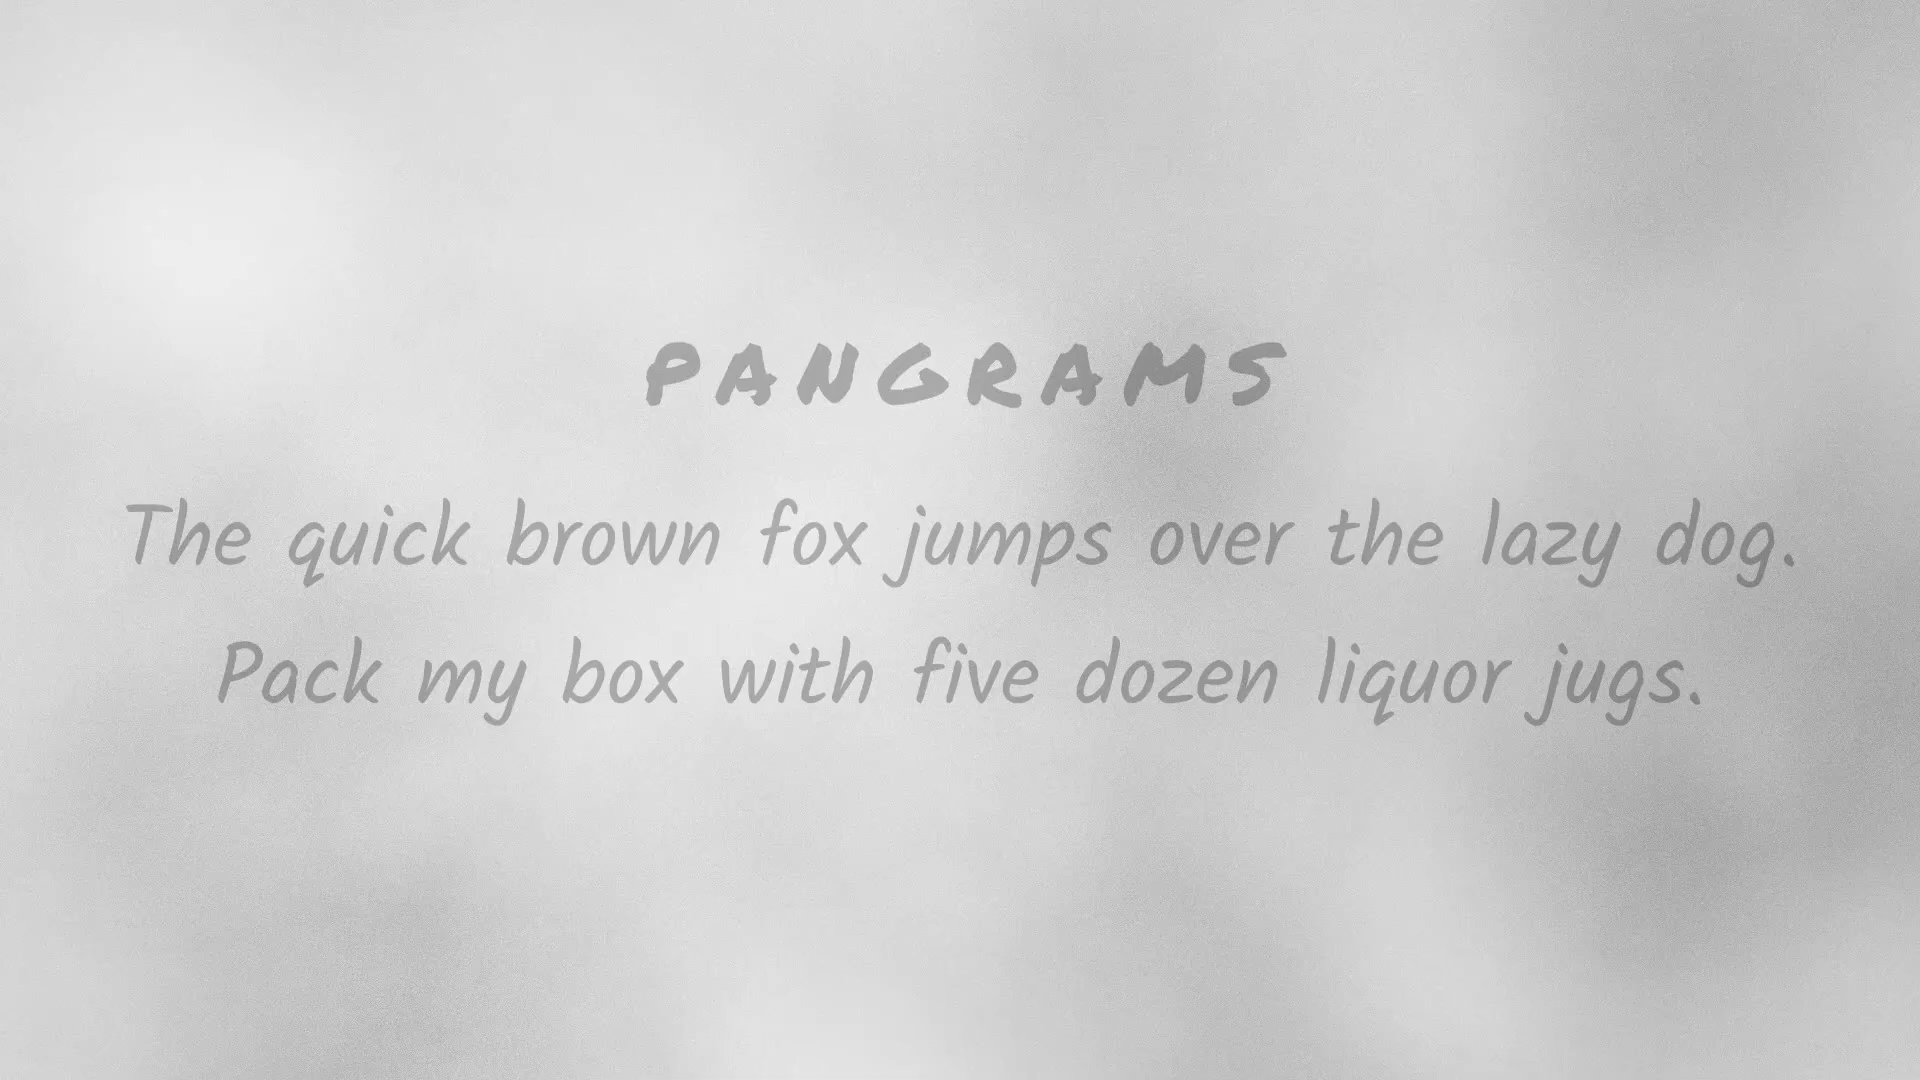 PANGRAMS
The quick brown fox jumps over the lazy dog.
Pack my box with five dozen liquor jugs.